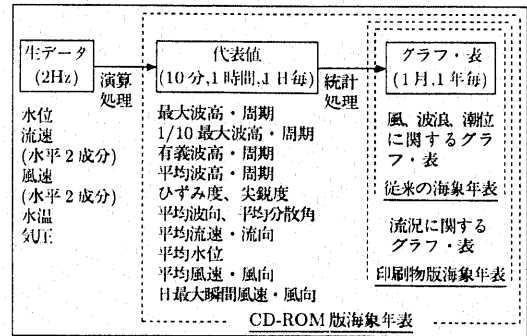 生データ
(2Hz)
演算
処理
代表値
(10分,1時間,1日毎)
統計
処理
グラフ・表
(1月,1年毎)
水位
流速
(水平2成分)
風速
(水平2成分)
水温
気圧
最大波高・周期
1/10最大波高・周期
有義波高・周期
平均波高・周期
ひずみ度、尖鋭度
平均波向、平均分散角
平均流速・流向
平均水位
平均風速・風向
日最大瞬間風速・風向
風、波浪、潮位
に関するグラ
フ・表
従来の海象年表
流況に関する
グラフ・表
印刷物版海象年表
CD-ROM版海象年表